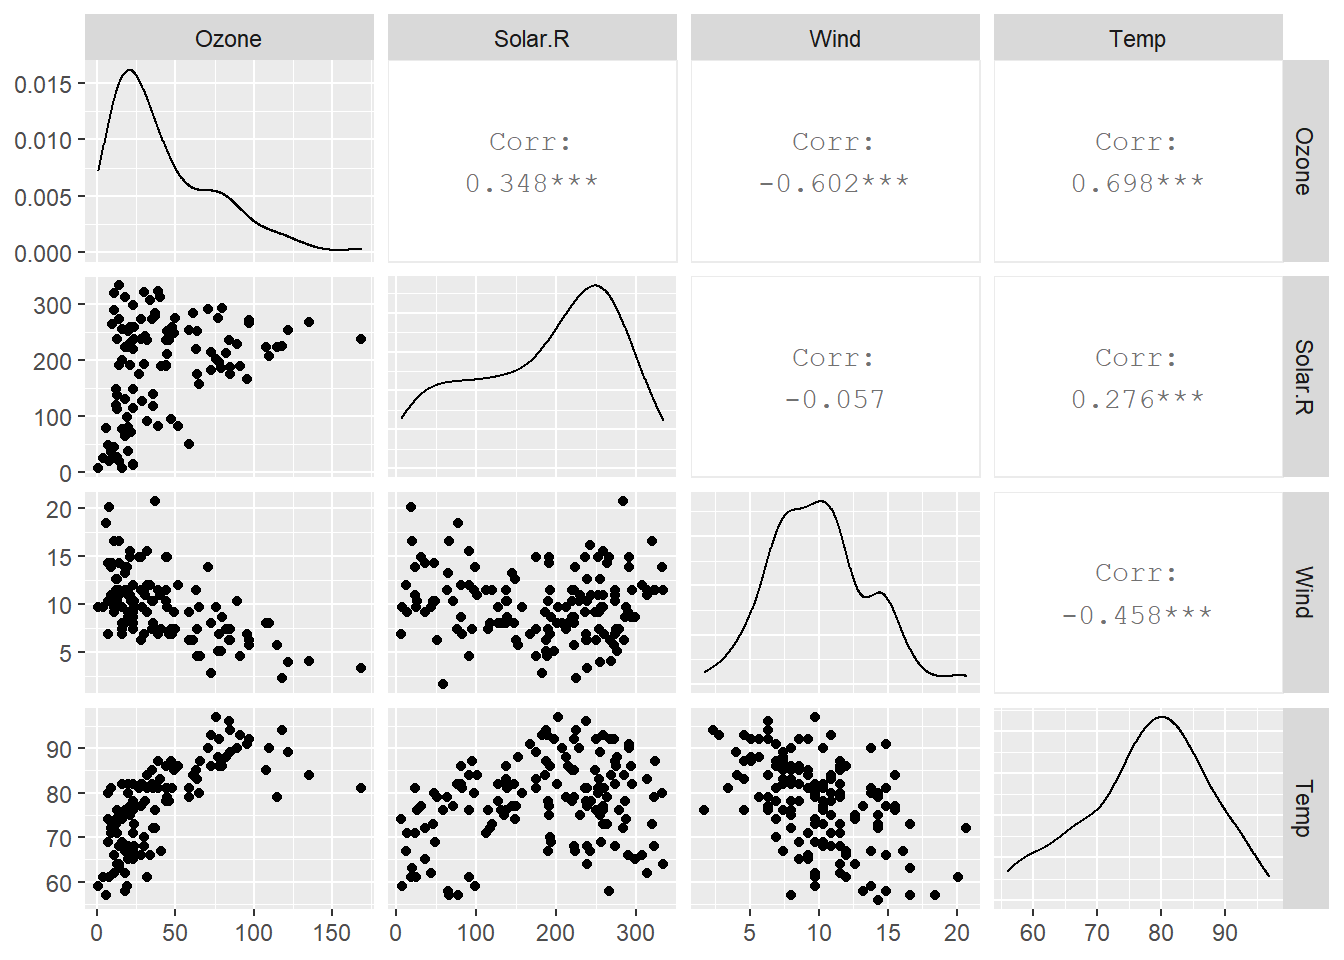 Ozone Solar.R Wind Temp
0.015
0.010
0.005
0.000
Corr:
0.348***
Corr:
-0.602***
Corr:
0.698***
Ozone
300
200
100
0
Corr:
-0.057
Corr:
0.276***
Solar.R
20
15
10
5
Corr:
-0.458***
Wind
90
80
70
60
Temp
0 50 100 150 0 100 200 300 5 10 15 20 60 70 80 90